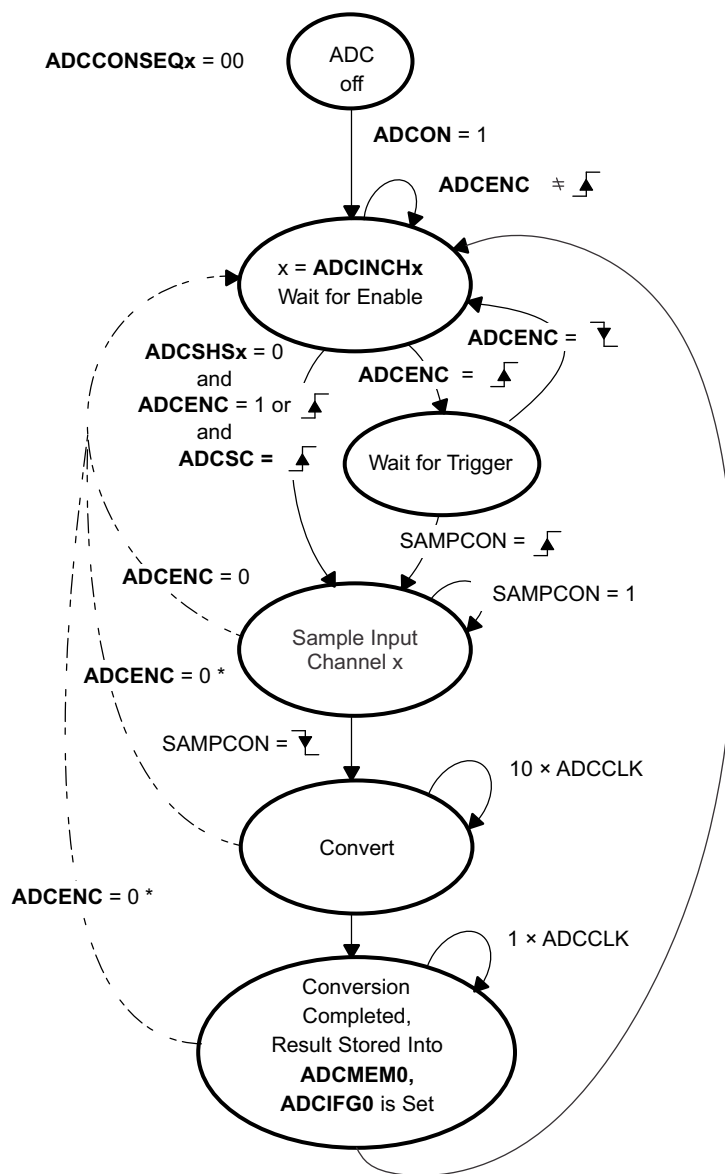 ADCCONSEQx = 00
ADC
off
ADCON = 1
ADCENC ≠
x = ADCINCHx
Wait for Enable
ADCENC =
ADCSHSx = 0
and
ADCENC = 1 or
and
ADCSC =
ADCENC =
Wait for Trigger
SAMPCON =
ADCENC = 0
SAMPCON = 1
Sample Input
Channel x
ADCENC = 0 *
SAMPCON =
10 × ADCCLK
Convert
ADCENC = 0 *
1 × ADCCLK
Conversion
Completed,
Result Stored Into
ADCMEM0,
ADCIFG0 is Set